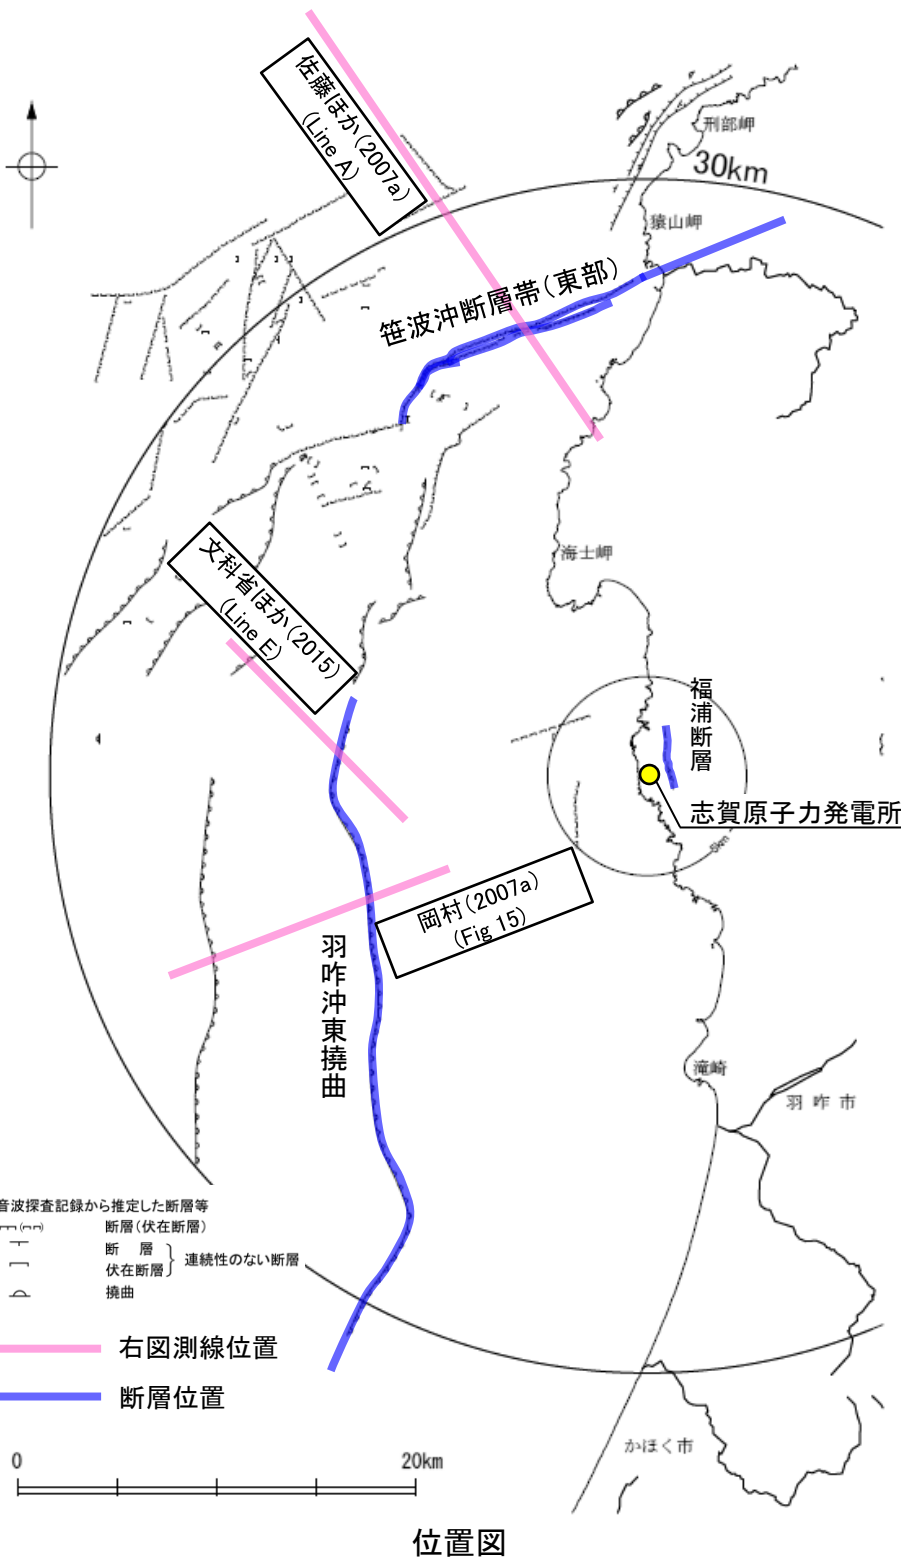 佐藤ほか（2007a）
（Line A）
刑部岬
30km
猿山岬
笹波沖断層帯（東部）
海士岬
文科省ほか（2015）
（Line E）
福浦断層
志賀原子力発電所
5km
岡村（2007a）
（Fig 15）
羽咋沖東撓曲
滝崎
羽咋市
音波探査記録から推定した断層等
断層（伏在断層）
断　層
伏在断層
連続性のない断層
撓曲
右図測線位置
断層位置
かほく市
0
20km
位置図